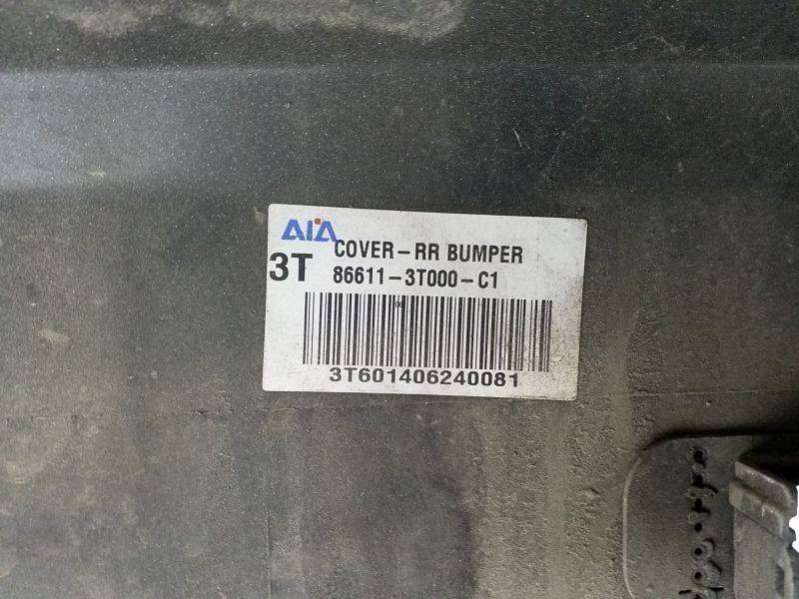 AIA
COVER-RR BUMPER
3T
86611-3T000-C1
3T601406240081